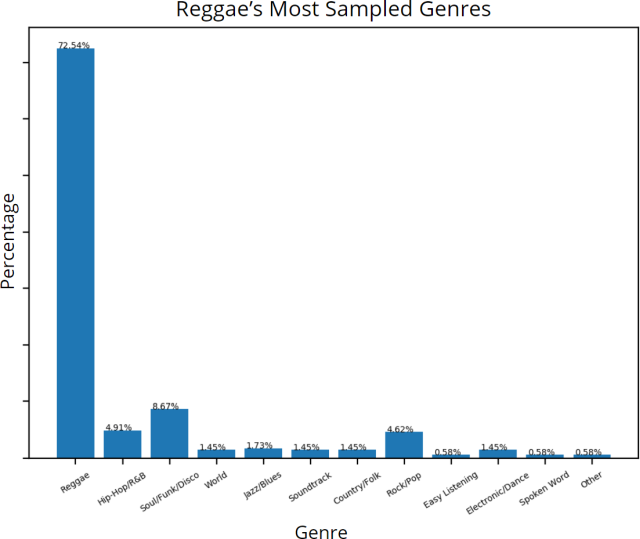 Reggae’s Most Sampled Genres
Percentage
72.54%
4.91%
8.67%
1.45%
1.73%
1.45%
1.45%
4.62%
0.58%
1.45%
0.58%
0.58%
Reggae
Hip-Hop/R&B
Soul/Funk/Disco
World
Jazz/Blues
Soundtrack
Country/Folk
Rock/Pop
Easy Listening
Electronic/Dance
Spoken Word
Other
Genre